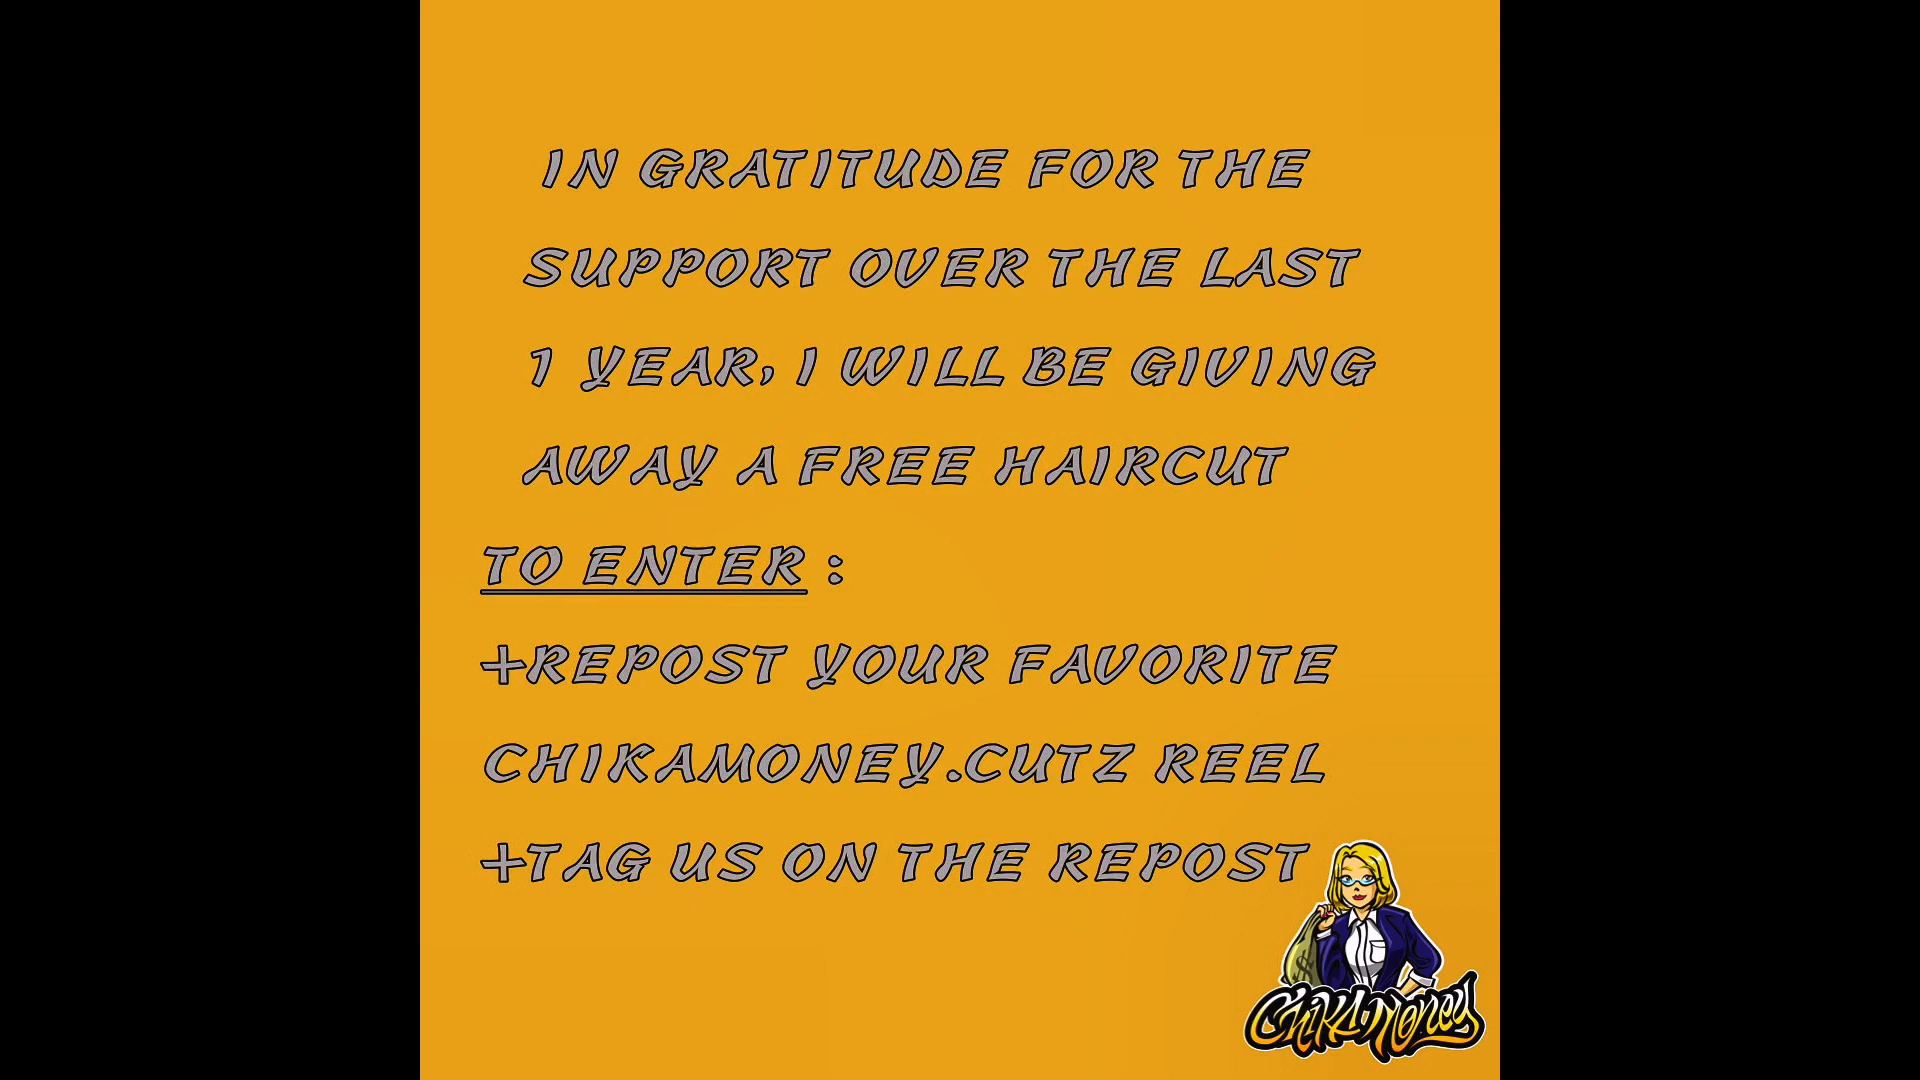 IN GRATITUDE FOR THE
SUPPORT OVER THE LAST
1 YEAR, I WILL BE GIVING
AWAY A FREE HAIRCUT
TO ENTER :
+REPOST YOUR FAVORITE
CHIKAMONEY.CUTZ REEL
+TAG US ON THE REPOST
$
CHIKAMONEY